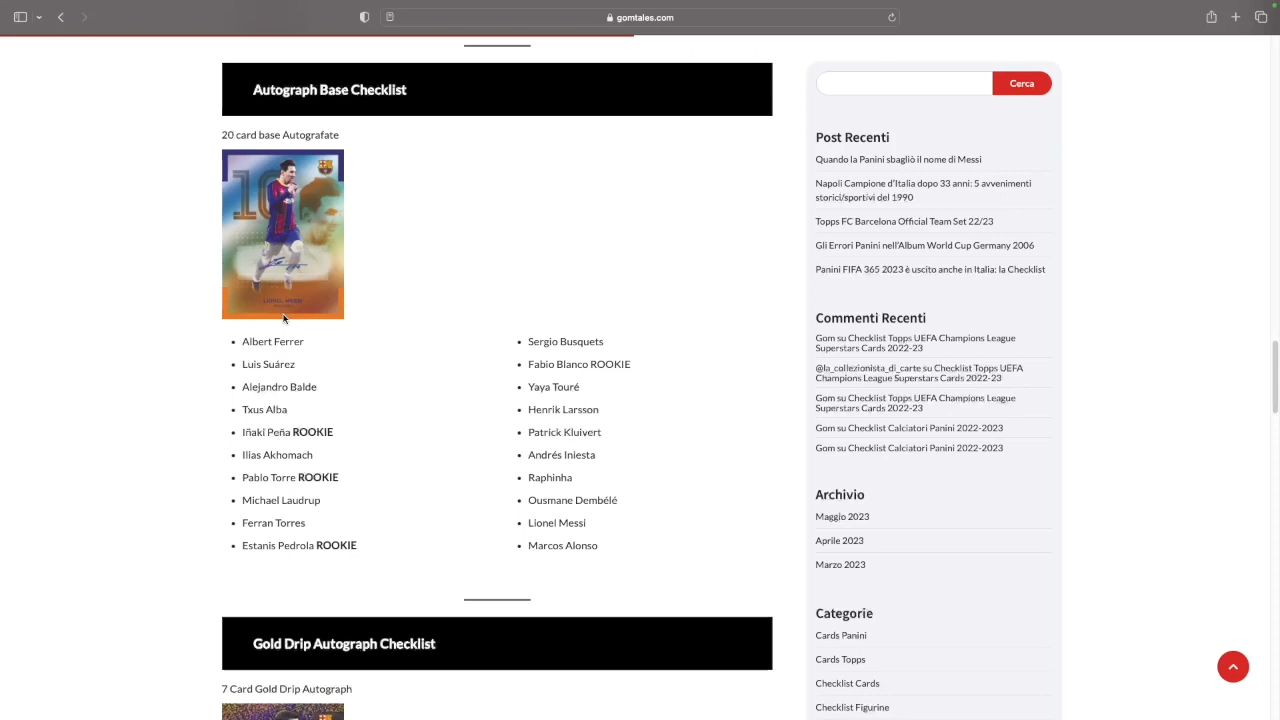 gomtales.com
Autograph Base Checklist
20 card base Autografate
10
LIONEL MESSI
Albert Ferrer
Luis Suárez
Alejandro Balde
Txus Alba
Iñaki Peña ROOKIE
Ilias Akhomach
Pablo Torre ROOKIE
Michael Laudrup
Ferran Torres
Estanis Pedrola ROOKIE
Sergio Busquets
Fabio Blanco ROOKIE
Yaya Touré
Henrik Larsson
Patrick Kluivert
Andrés Iniesta
Raphinha
Ousmane Dembélé
Lionel Messi
Marcos Alonso
Gold Drip Autograph Checklist
7 Card Gold Drip Autograph
Cerca
Post Recenti
Quando la Panini sbagliò il nome di Messi
Napoli Campione d'Italia dopo 33 anni: 5 avvenimenti
storici/sportivi del 1990
Topps FC Barcelona Official Team Set 22/23
Gli Errori Panini nell'Album World Cup Germany 2006
Panini FIFA 365 2023 è uscito anche in Italia: la Checklist
Commenti Recenti
Gom su Checklist Topps UEFA Champions League
Superstars Cards 2022-23
@la_collezionista_di_carte su Checklist Topps UEFA
Champions League Superstars Cards 2022-23
Gom su Checklist Topps UEFA Champions League
Superstars Cards 2022-23
Gom su Checklist Calciatori Panini 2022-2023
Gom su Checklist Calciatori Panini 2022-2023
Archivio
Maggio 2023
Aprile 2023
Marzo 2023
Categorie
Cards Panini
Cards Topps
Checklist Cards
Checklist Figurine